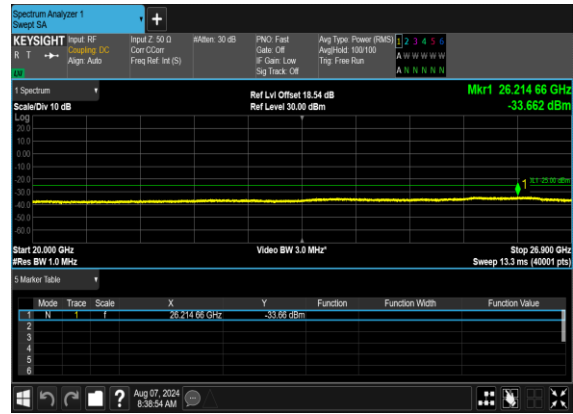 Spectrum Analyzer 1
Swept SA
+
KEYSIGHT Input: RF Input Z: 50 Ω #Atten: 30 dB PNO: Fast Avg Type: Power (RMS) 1 2 3 4 5 6
R T Coupling: DC Corr CCorr Gate: Off Avg|Hold: 100/100 A W W W W W
Align: Auto Freq Ref: Int (S) IF Gain: Low Trig: Free Run
Sig Track: Off A N N N N N
1 Spectrum Ref Lvl Offset 18.54 dB Mkr1 26.214 66 GHz
Scale/Div 10 dB Ref Level 30.00 dBm -33.662 dBm
Log
20.0
10.0
0.00
-10.0
-20.0
1 DL1 -25.00 dBm
-30.0
-40.0
-50.0
-60.0
Start 20.000 GHz Video BW 3.0 MHz* Stop 26.900 GHz
#Res BW 1.0 MHz Sweep 13.3 ms (40001 pts)
5 Marker Table
Mode Trace Scale X Y Function Function Width Function Value
1 N 1 f 26.214 66 GHz -33.66 dBm
2
3
4
5
6
? Aug 07, 2024
8:38:54 AM